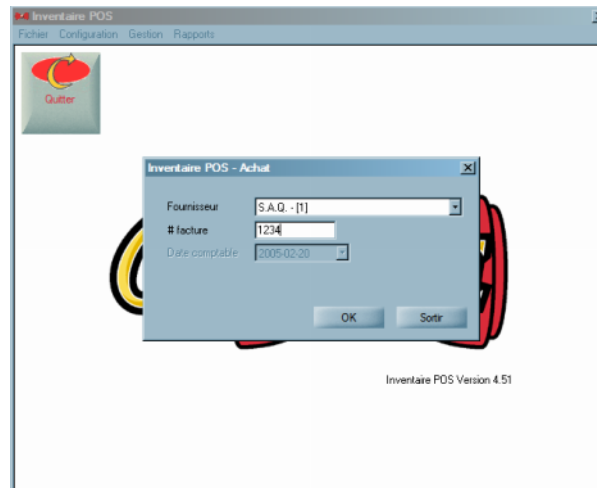 Inventaire POS
Fichier Configuration Gestion Rapports
Quitter
Inventaire POS - Achat
Fournisseur S.A.Q. - [1]
# facture 1234
Date comptable 2005-02-20
OK Sortir
Inventaire POS Version 4.51